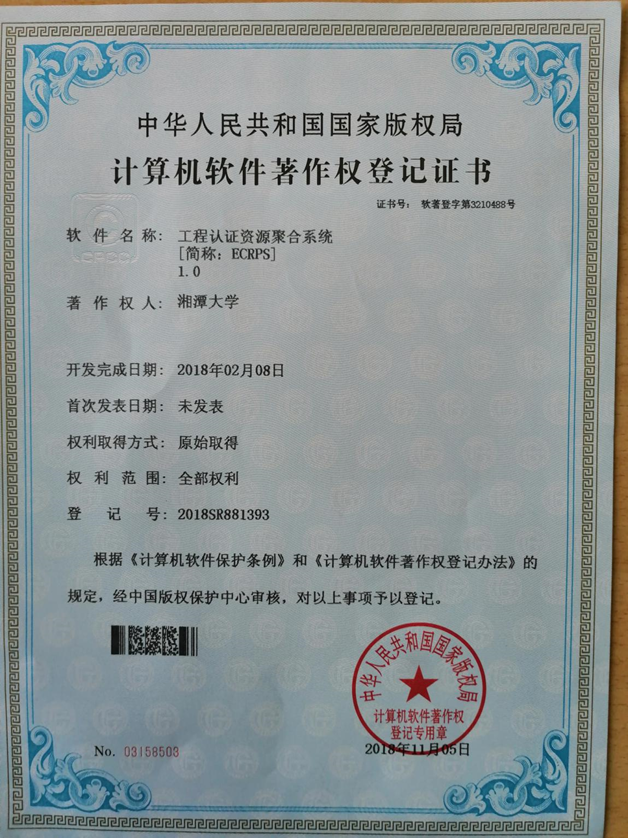 中华人民共和国国家版权局
计算机软件著作权登记证书
证书号： 软著登字第3210488号
CPCC
软件名称： 工程认证资源聚合系统
[简称：ECRPS]
1.0
著作权人： 湘潭大学
开发完成日期： 2018年02月08日
首次发表日期： 未发表
权利取得方式： 原始取得
权利范围： 全部权利
登记号： 2018SR881393
根据《计算机软件保护条例》和《计算机软件著作权登记办法》的
规定，经中国版权保护中心审核，对以上事项予以登记。
中华人民共和国国家版权局
计算机软件著作权
登记专用章
No. 03158503
2018年11月05日